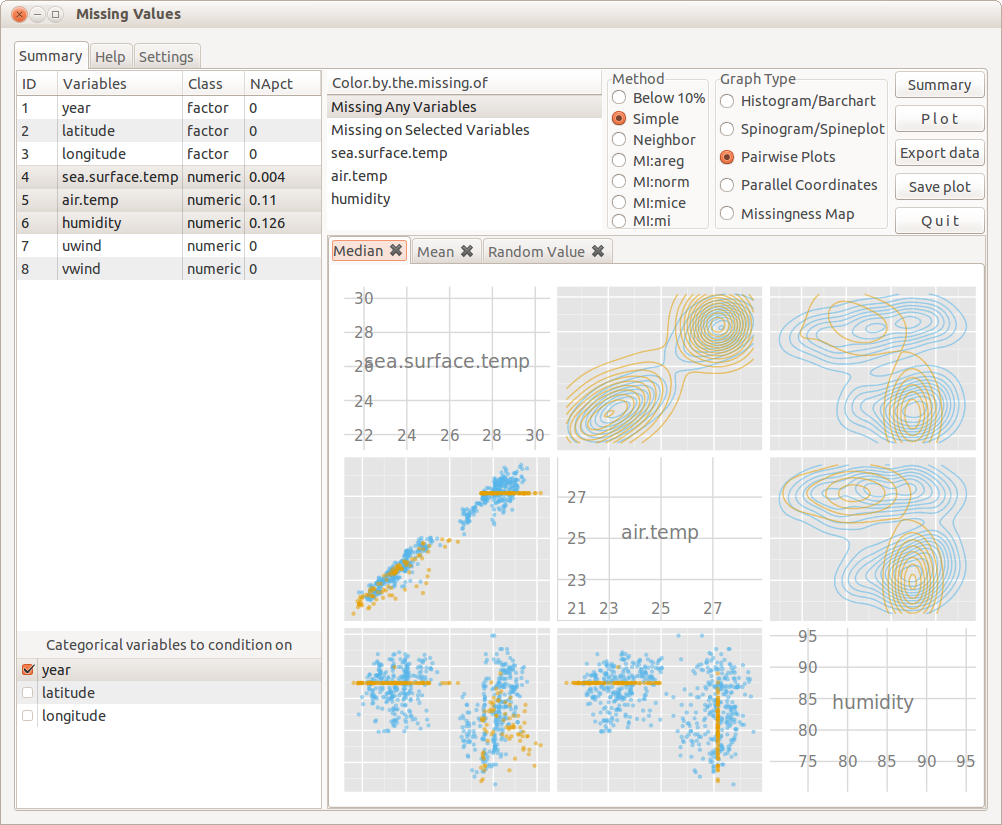 Missing Values
Summary Help Settings
ID Variables Class NApct
1 year factor 0
2 latitude factor 0
3 longitude factor 0
4 sea.surface.temp numeric 0.004
5 air.temp numeric 0.11
6 humidity numeric 0.126
7 uwind numeric 0
8 vwind numeric 0
Categorical variables to condition on
year
latitude
longitude
Color.by.the.missing.of
Missing Any Variables
Missing on Selected Variables
sea.surface.temp
air.temp
humidity
Method
Below 10%
Simple
Neighbor
MI:areg
MI:norm
MI:mice
MI:mi
Graph Type
Histogram/Barchart
Spinogram/Spineplot
Pairwise Plots
Parallel Coordinates
Missingness Map
Summary
Plot
Export data
Save plot
Quit
Median Mean Random Value
30
28
26
24
22 24 26 28 30
sea.surface.temp
27
25
23
21 23 25 27
air.temp
95
90
85
80
75 80 85 90 95
humidity